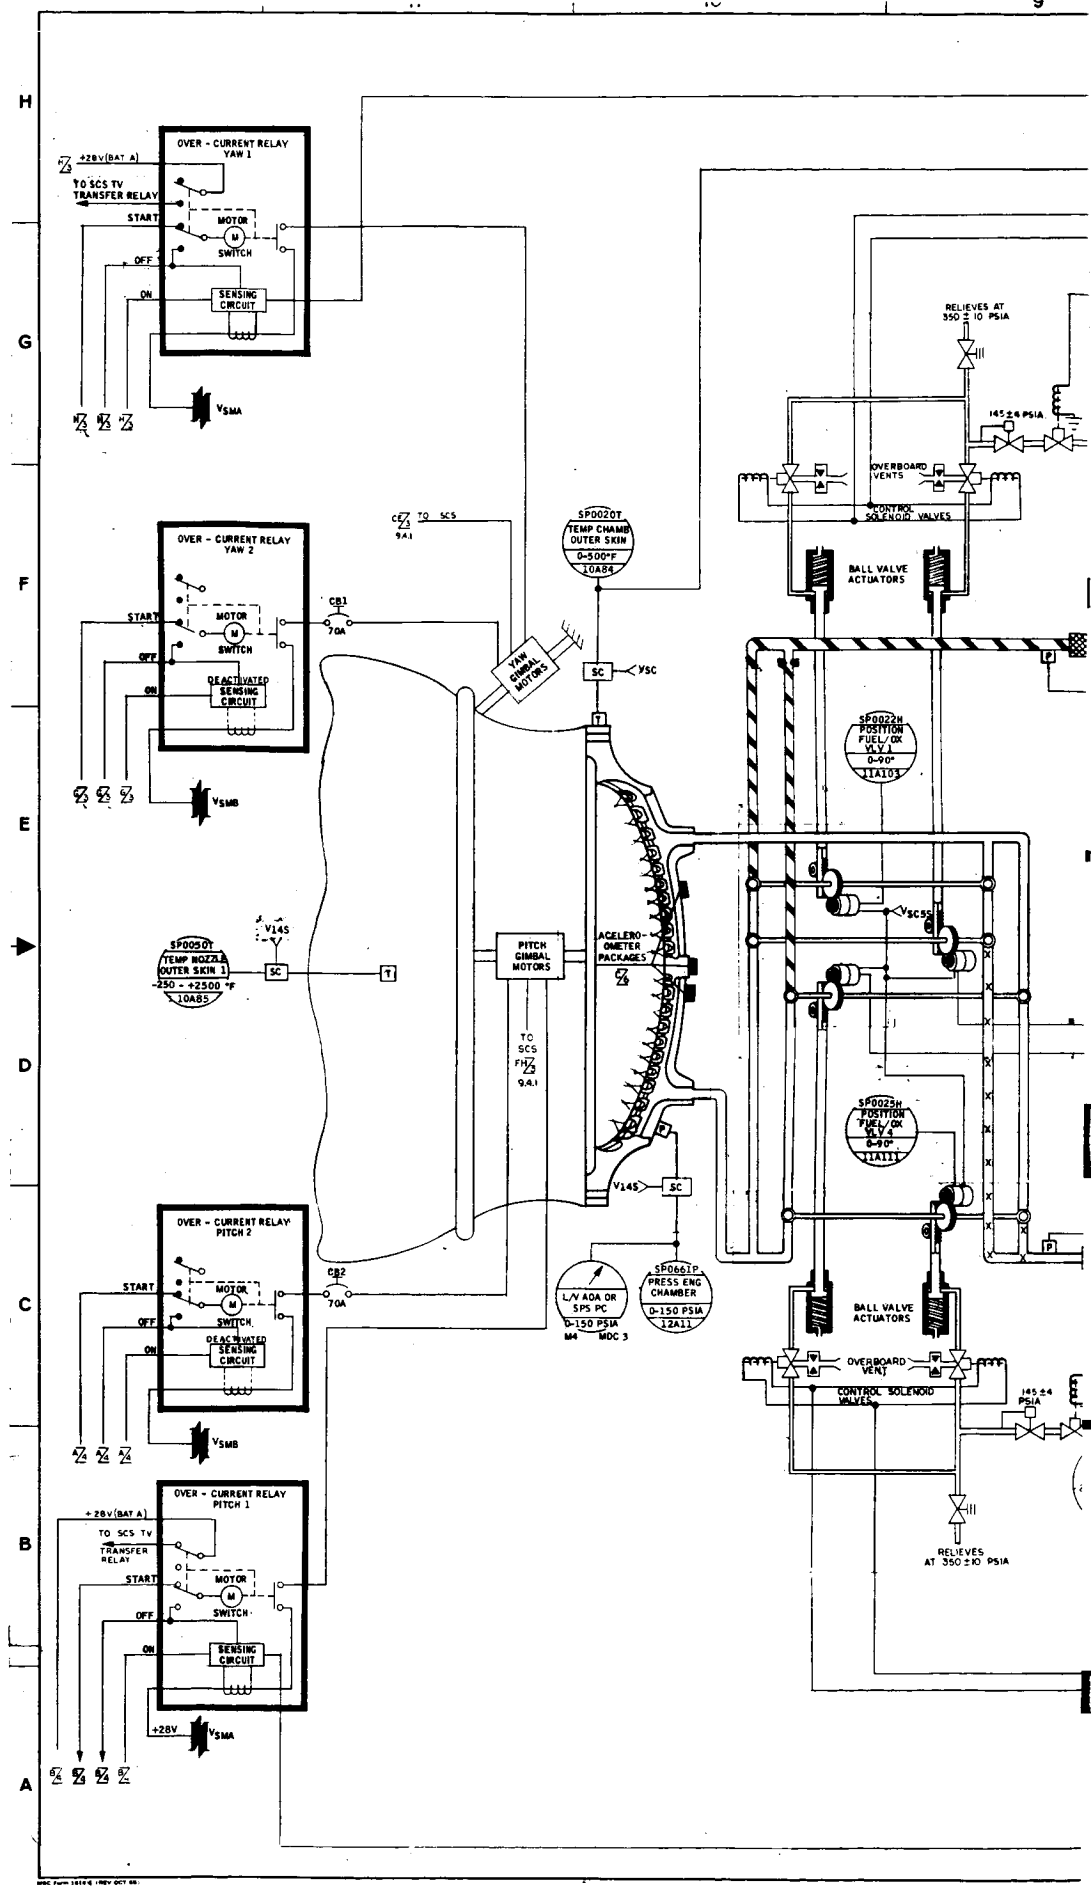 9
H
OVER - CURRENT RELAY
YAW 1
+28V(BAT A)
TO SCS TV
TRANSFER RELAY
START
MOTOR
M
SWITCH
OFF
ON
SENSING
CIRCUIT
VSMA
G
RELIEVES AT
350 ± 10 PSIA
145±4 PSIA
OVERBOARD
VENTS
CONTROL
SOLENOID VALVES
TO SCS
9.4.1
SP0020T
TEMP CHAMB
OUTER SKIN
0-500°F
10A84
F
OVER - CURRENT RELAY
YAW 2
START
MOTOR
M
SWITCH
OFF
DEACTIVATED
ON
SENSING
CIRCUIT
CB1
70A
YAW
GIMBAL
MOTORS
SC
VSC
T
BALL VALVE
ACTUATORS
P
VSMB
E
SP0022H
POSITION
FUEL/OX
VLV 1
0-90°
11A103
VSC5S
V14S
SP0050T
TEMP NOZZLE
OUTER SKIN 1
-250 - +2500 °F
10A85
SC
T
PITCH
GIMBAL
MOTORS
ACELERO-
OMETER
PACKAGES
TO
SCS
9.4.1
D
SP0025H
POSITION
FUEL/OX
VLV 4
0-90°
11A111
P
V14S
SC
P
C
OVER - CURRENT RELAY
PITCH 2
START
MOTOR
M
SWITCH
OFF
DEACTIVATED
ON
SENSING
CIRCUIT
CB2
70A
L/V AOA OR
SPS PC
0-150 PSIA
M4 MDC 3
SP0661P
PRESS ENG
CHAMBER
0-150 PSIA
12A11
BALL VALVE
ACTUATORS
OVERBOARD
VENT
CONTROL SOLENOID
VALVES
145 ±4
PSIA
VSMB
B
OVER - CURRENT RELAY
PITCH 1
+28V(BAT A)
TO SCS TV
TRANSFER
RELAY
START
MOTOR
M
SWITCH
OFF
ON
SENSING
CIRCUIT
RELIEVES
AT 350 ±10 PSIA
+28V
VSMA
A